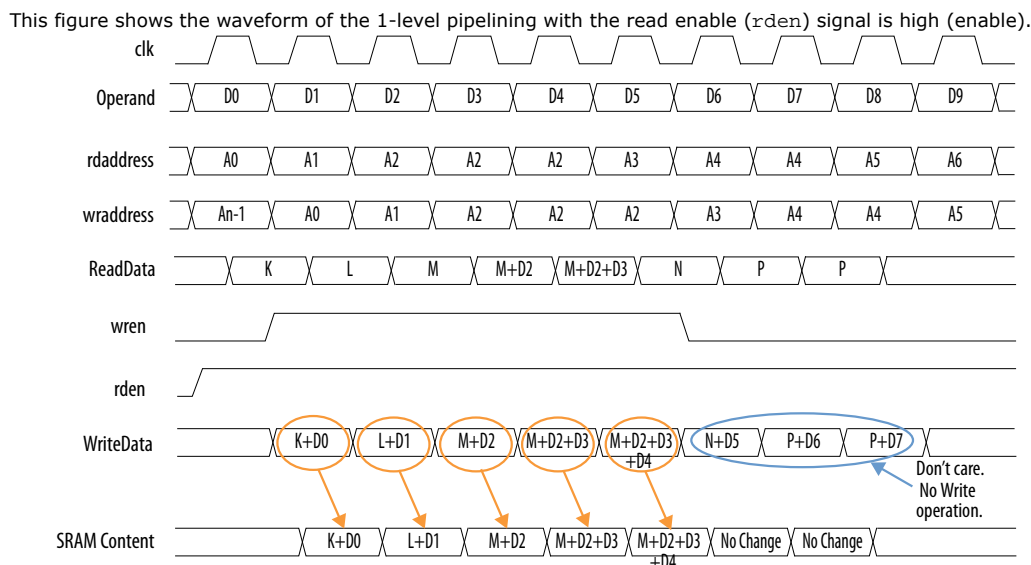 This figure shows the waveform of the 1-level pipelining with the read enable (rden) signal is high (enable).
clk
Operand D0 D1 D2 D3 D4 D5 D6 D7 D8 D9
rdaddress A0 A1 A2 A2 A2 A3 A4 A4 A5 A6
wraddress An-1 A0 A1 A2 A2 A2 A3 A4 A4 A5
ReadData K L M M+D2 M+D2+D3 N P P
wren
rden
WriteData K+D0 L+D1 M+D2 M+D2+D3 M+D2+D3 N+D5 P+D6 P+D7
+D4
Don't care.
No Write
operation.
SRAM Content K+D0 L+D1 M+D2 M+D2+D3 M+D2+D3 No Change No Change
+D4